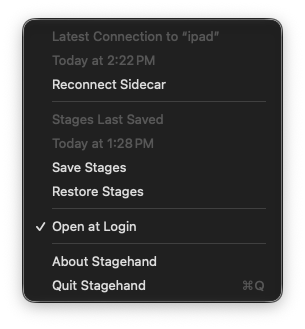 Latest Connection to “ipad”
Today at 2:22 PM
Reconnect Sidecar
Stages Last Saved
Today at 1:28 PM
Save Stages
Restore Stages
✓ Open at Login
About Stagehand
Quit Stagehand ⌘Q